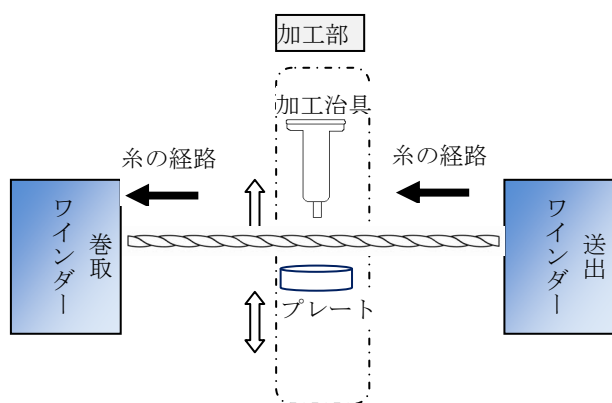 加工部
加工治具
糸の経路
糸の経路
巻取
ワインダー
送出
ワインダー
プレート